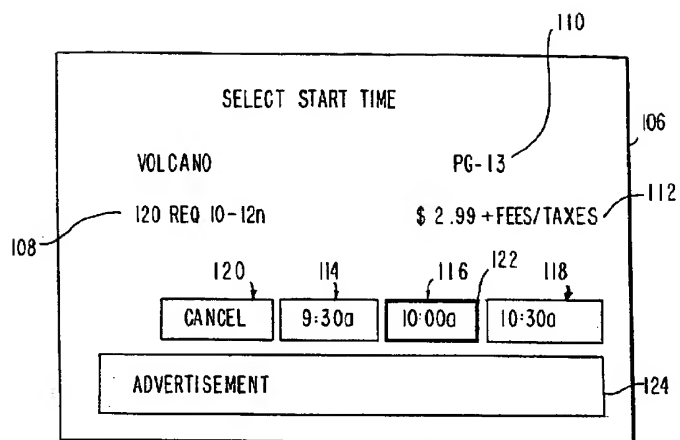 110
SELECT START TIME
106
VOLCANO PG-13
120 REQ 10-12n $ 2.99 +FEES/TAXES 112
108
120 114 116 122 118
CANCEL 9:30a 10:00a 10:30a
ADVERTISEMENT 124